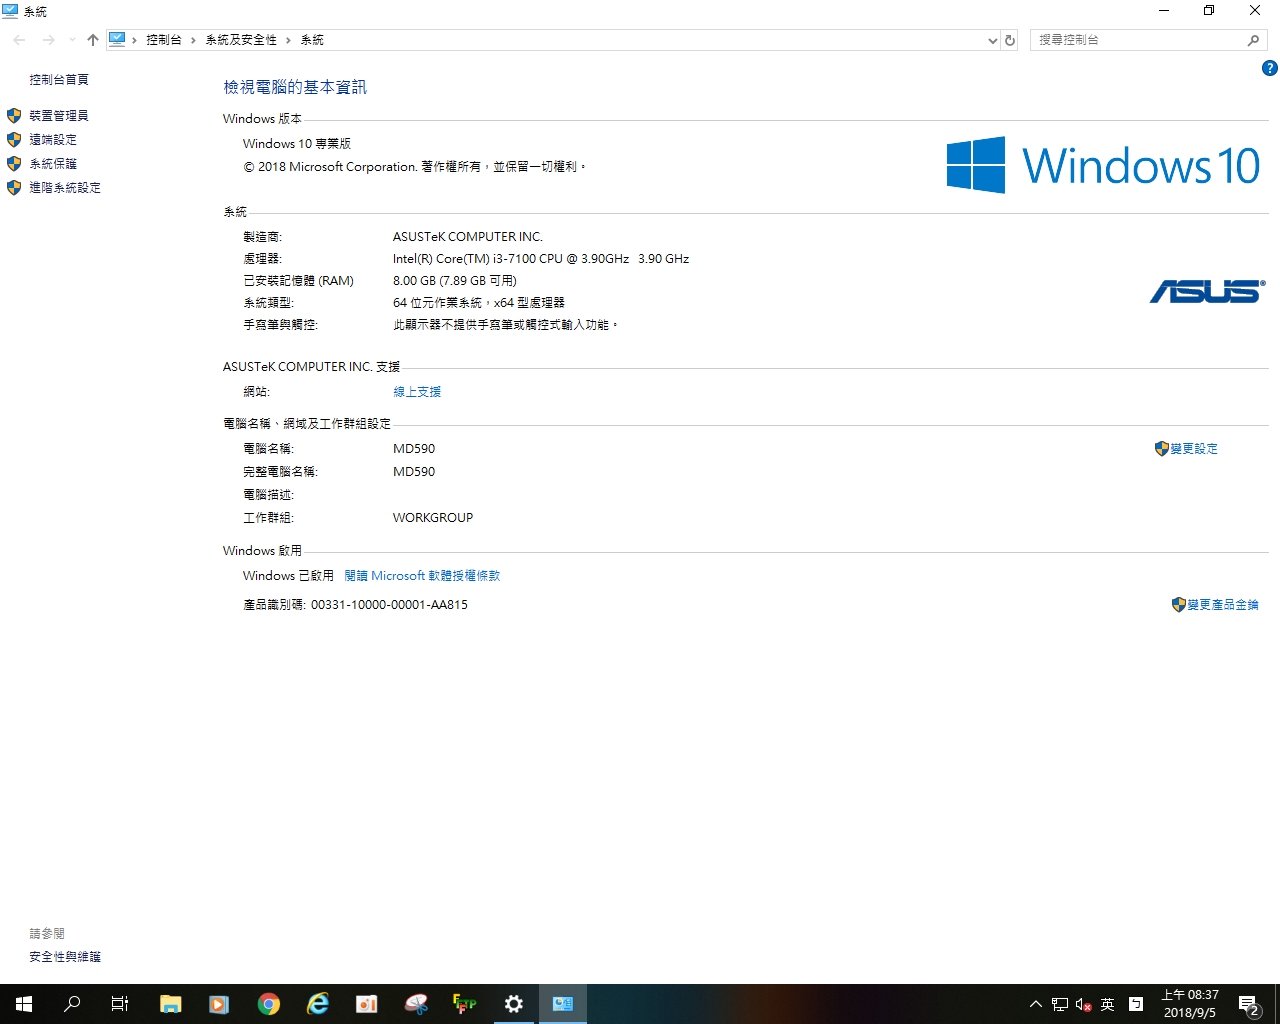 系統
控制台 系統及安全性 系統
搜尋控制台
控制台首頁
裝置管理員
遠端設定
系統保護
進階系統設定
檢視電腦的基本資訊
Windows 版本
Windows 10 專業版
© 2018 Microsoft Corporation. 著作權所有，並保留一切權利。
Windows 10
系統
製造商: ASUSTeK COMPUTER INC.
處理器: Intel(R) Core(TM) i3-7100 CPU @ 3.90GHz 3.90 GHz
已安裝記憶體 (RAM) 8.00 GB (7.89 GB 可用)
系統類型: 64 位元作業系統，x64 型處理器
手寫筆與觸控: 此顯示器不提供手寫筆或觸控式輸入功能。
ASUS®
ASUSTeK COMPUTER INC. 支援
網站: 線上支援
電腦名稱、網域及工作群組設定
電腦名稱: MD590 變更設定
完整電腦名稱: MD590
電腦描述:
工作群組: WORKGROUP
Windows 啟用
Windows 已啟用 閱讀 Microsoft 軟體授權條款
產品識別碼: 00331-10000-00001-AA815 變更產品金鑰
請參閱
安全性與維護
FFFTP
英
上午 08:37
2018/9/5
2